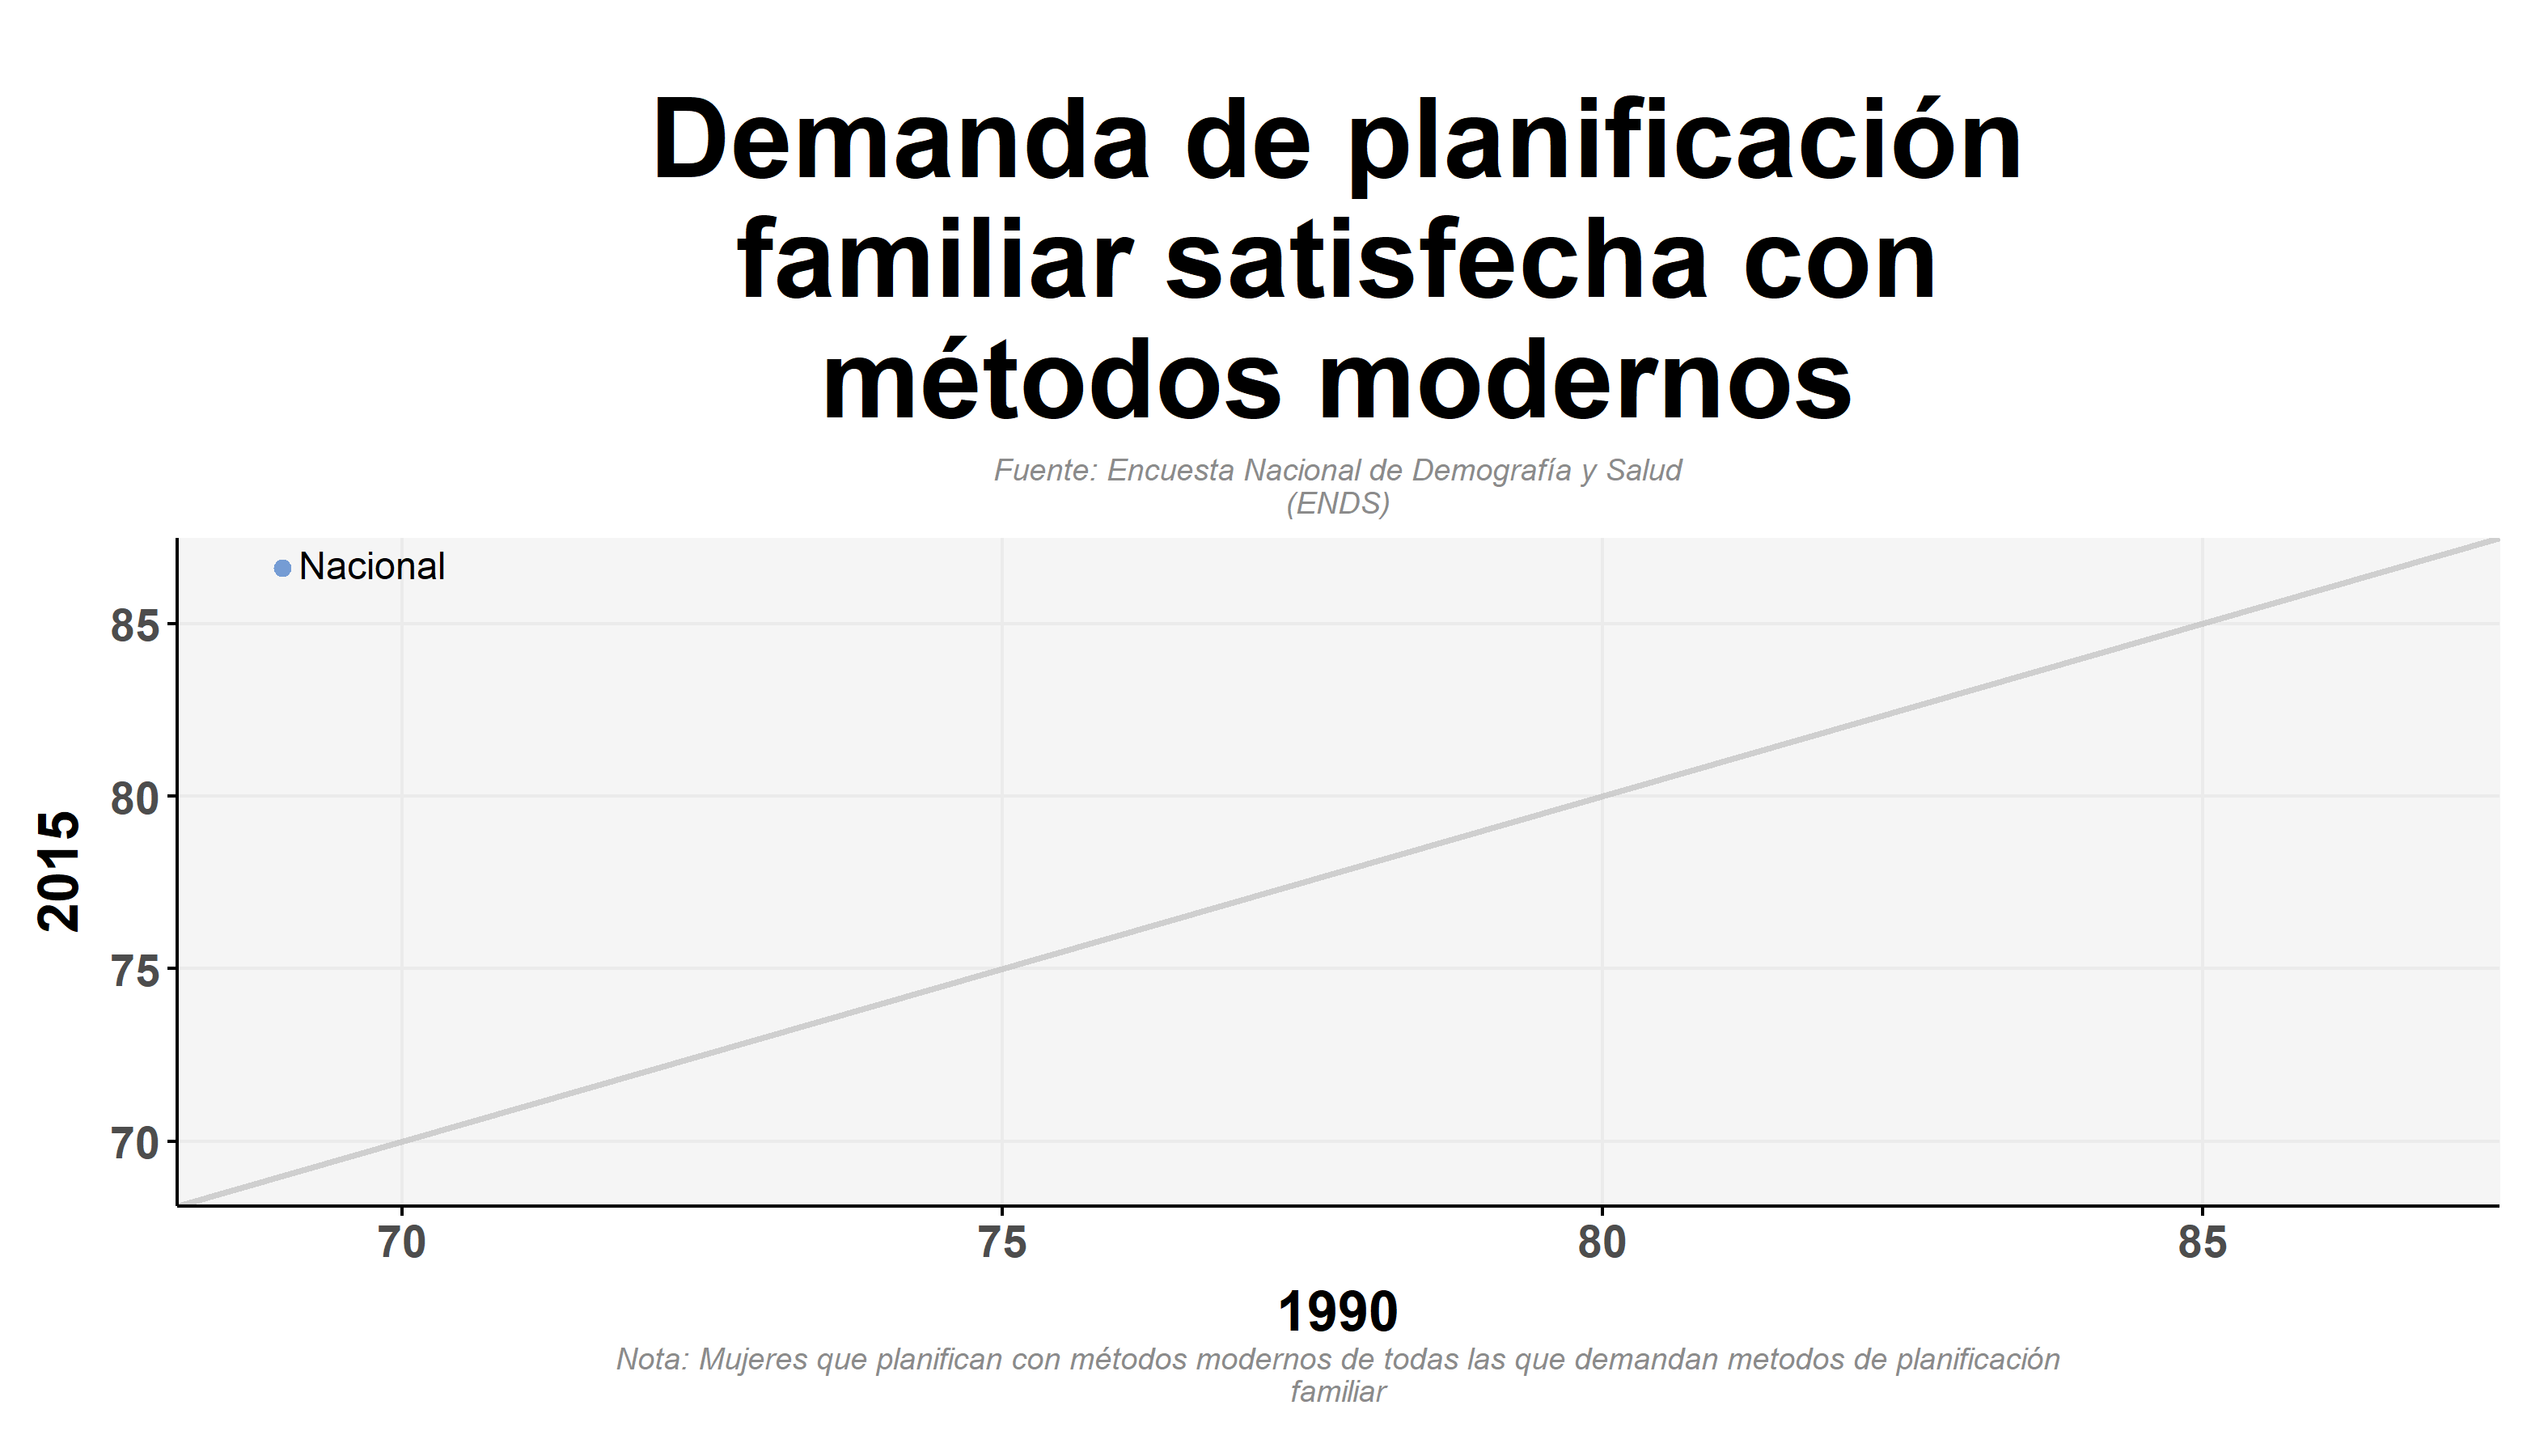 Demanda de planificación
familiar satisfecha con
métodos modernos
Fuente: Encuesta Nacional de Demografía y Salud
(ENDS)
Nacional
85
80
75
70
2015
70 75 80 85
1990
Nota: Mujeres que planifican con métodos modernos de todas las que demandan metodos de planificación
familiar